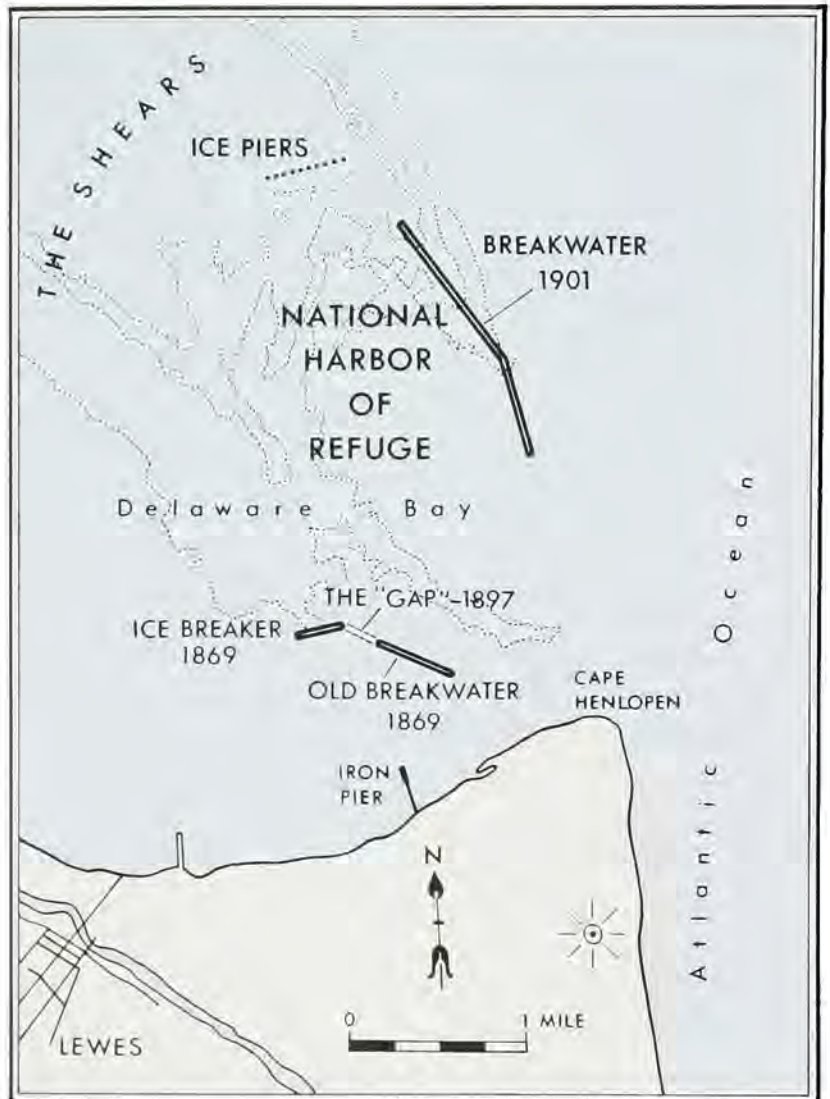 THE SHEARS
ICE PIERS
BREAKWATER
1901
NATIONAL
HARBOR
OF
REFUGE
Delaware Bay
Atlantic Ocean
THE "GAP"-1897
ICE BREAKER
1869
OLD BREAKWATER
1869
CAPE
HENLOPEN
IRON
PIER
N
0 1 MILE
LEWES